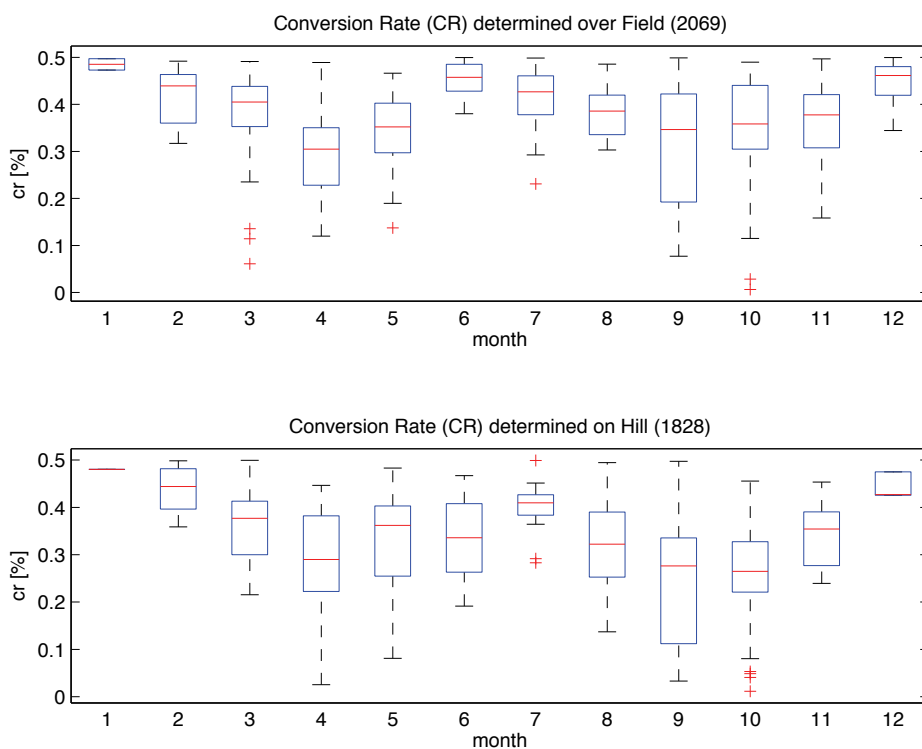 Conversion Rate (CR) determined over Field (2069)
0.5
0.4
0.3
0.2
0.1
0
cr [%]
1 2 3 4 5 6 7 8 9 10 11 12
month
Conversion Rate (CR) determined on Hill (1828)
0.5
0.4
0.3
0.2
0.1
0
cr [%]
1 2 3 4 5 6 7 8 9 10 11 12
month